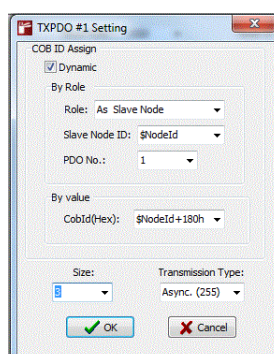 TXPDO #1 Setting
COB ID Assign
Dynamic
By Role
Role: As Slave Node
Slave Node ID: $NodeId
PDO No.: 1
By value
CobId(Hex): $NodeId+180h
Size: Transmission Type:
3 Async. (255)
OK Cancel